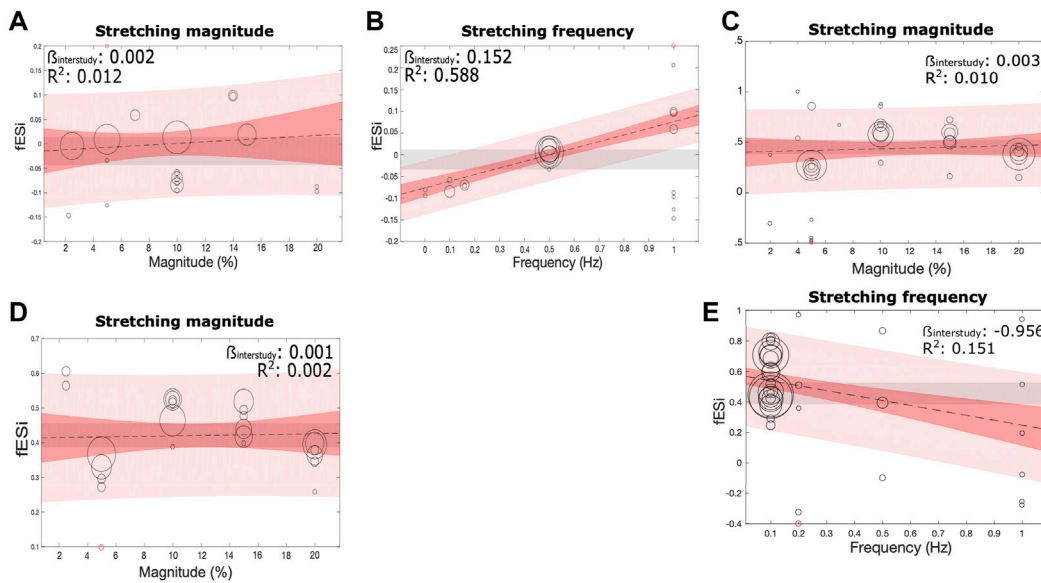 A
Stretching magnitude
ßinterstudy: 0.002
R²: 0.012
fESi
0.2
0.15
0.1
0.05
0
-0.05
-0.1
-0.15
-0.2
2 4 6 8 10 12 14 16 18 20
Magnitude (%)
B
Stretching frequency
ßinterstudy: 0.152
R²: 0.588
fESi
0.25
0.2
0.15
0.1
0.05
0
-0.05
-0.1
-0.15
-0.2
0.0 0.1 0.2 0.3 0.4 0.5 0.6 0.7 0.8 0.9 1
Frequency (Hz)
C
Stretching magnitude
ßinterstudy: 0.003
R²: 0.010
fESi
.5
1
.5
0
.5
2 4 6 8 10 12 14 16 18 20
Magnitude (%)
D
Stretching magnitude
ßinterstudy: 0.001
R²: 0.002
fESi
0.7
0.6
0.5
0.4
0.3
0.2
0.1
2 4 6 8 10 12 14 16 18 20
Magnitude (%)
E
Stretching frequency
ßinterstudy: -0.956
R²: 0.151
fESi
1
0.8
0.6
0.4
0.2
0
-0.2
-0.4
0.1 0.2 0.3 0.4 0.5 0.6 0.7 0.8 0.9 1
Frequency (Hz)